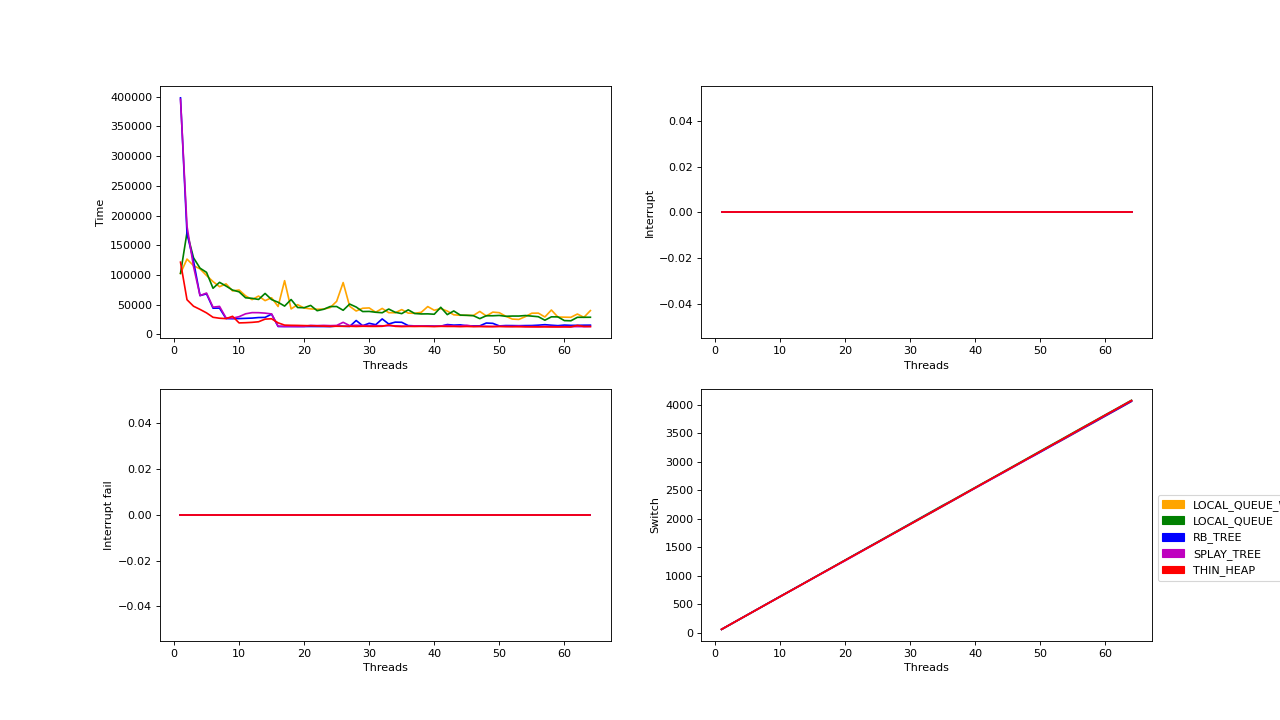 400000
350000
300000
250000
200000
150000
100000
50000
0
Time
0 10 20 30 40 50 60
Threads
0.04
0.02
0.00
−0.02
−0.04
Interrupt
0 10 20 30 40 50 60
Threads
0.04
0.02
0.00
−0.02
−0.04
Interrupt fail
0 10 20 30 40 50 60
Threads
4000
3500
3000
2500
2000
1500
1000
500
0
Switch
0 10 20 30 40 50 60
Threads
LOCAL_QUEUE_
LOCAL_QUEUE
RB_TREE
SPLAY_TREE
THIN_HEAP